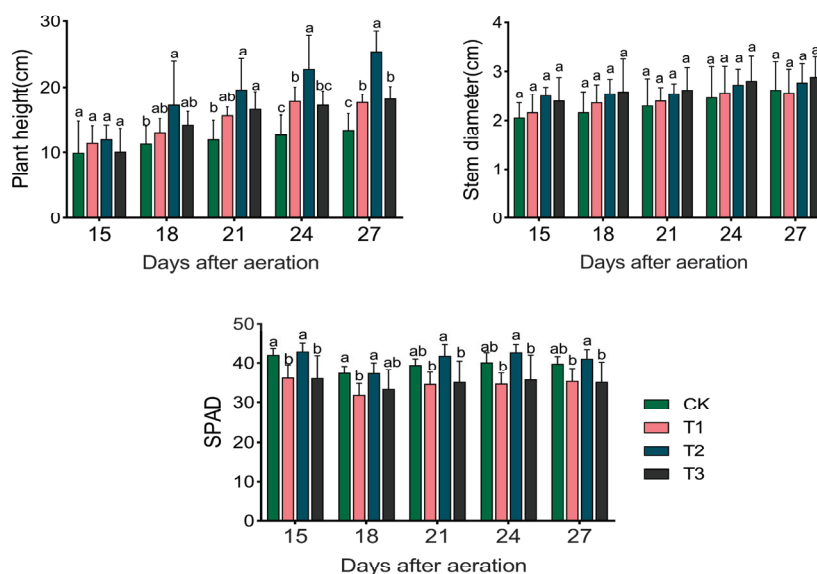 Plant height(cm)
30
20
10
0
a a a a
b ab a ab
b ab a a
c b a bc
c b a b
15 18 21 24 27
Days after aeration
Stem diameter(cm)
4
3
2
1
0
a a a a
a a a a
a a a a
a a a a
a a a a
15 18 21 24 27
Days after aeration
SPAD
50
40
30
20
10
0
a b a b
a b a ab
ab b a b
ab b a b
ab b a b
15 18 21 24 27
Days after aeration
CK
T1
T2
T3